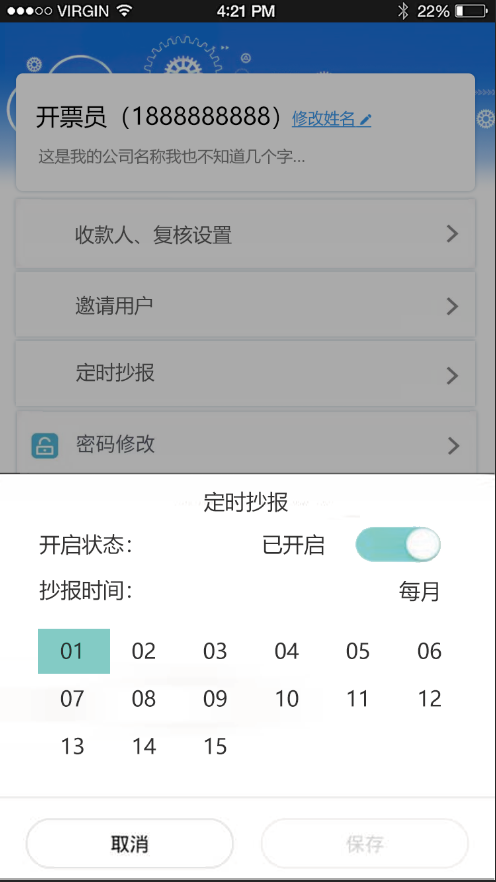 VIRGIN 4:21 PM 22%
开票员（1888888888）修改姓名
这是我的公司名称我也不知道几个字...
收款人、复核设置
邀请用户
定时抄报
密码修改
定时抄报
开启状态： 已开启
抄报时间： 每月
01 02 03 04 05 06
07 08 09 10 11 12
13 14 15
取消 保存